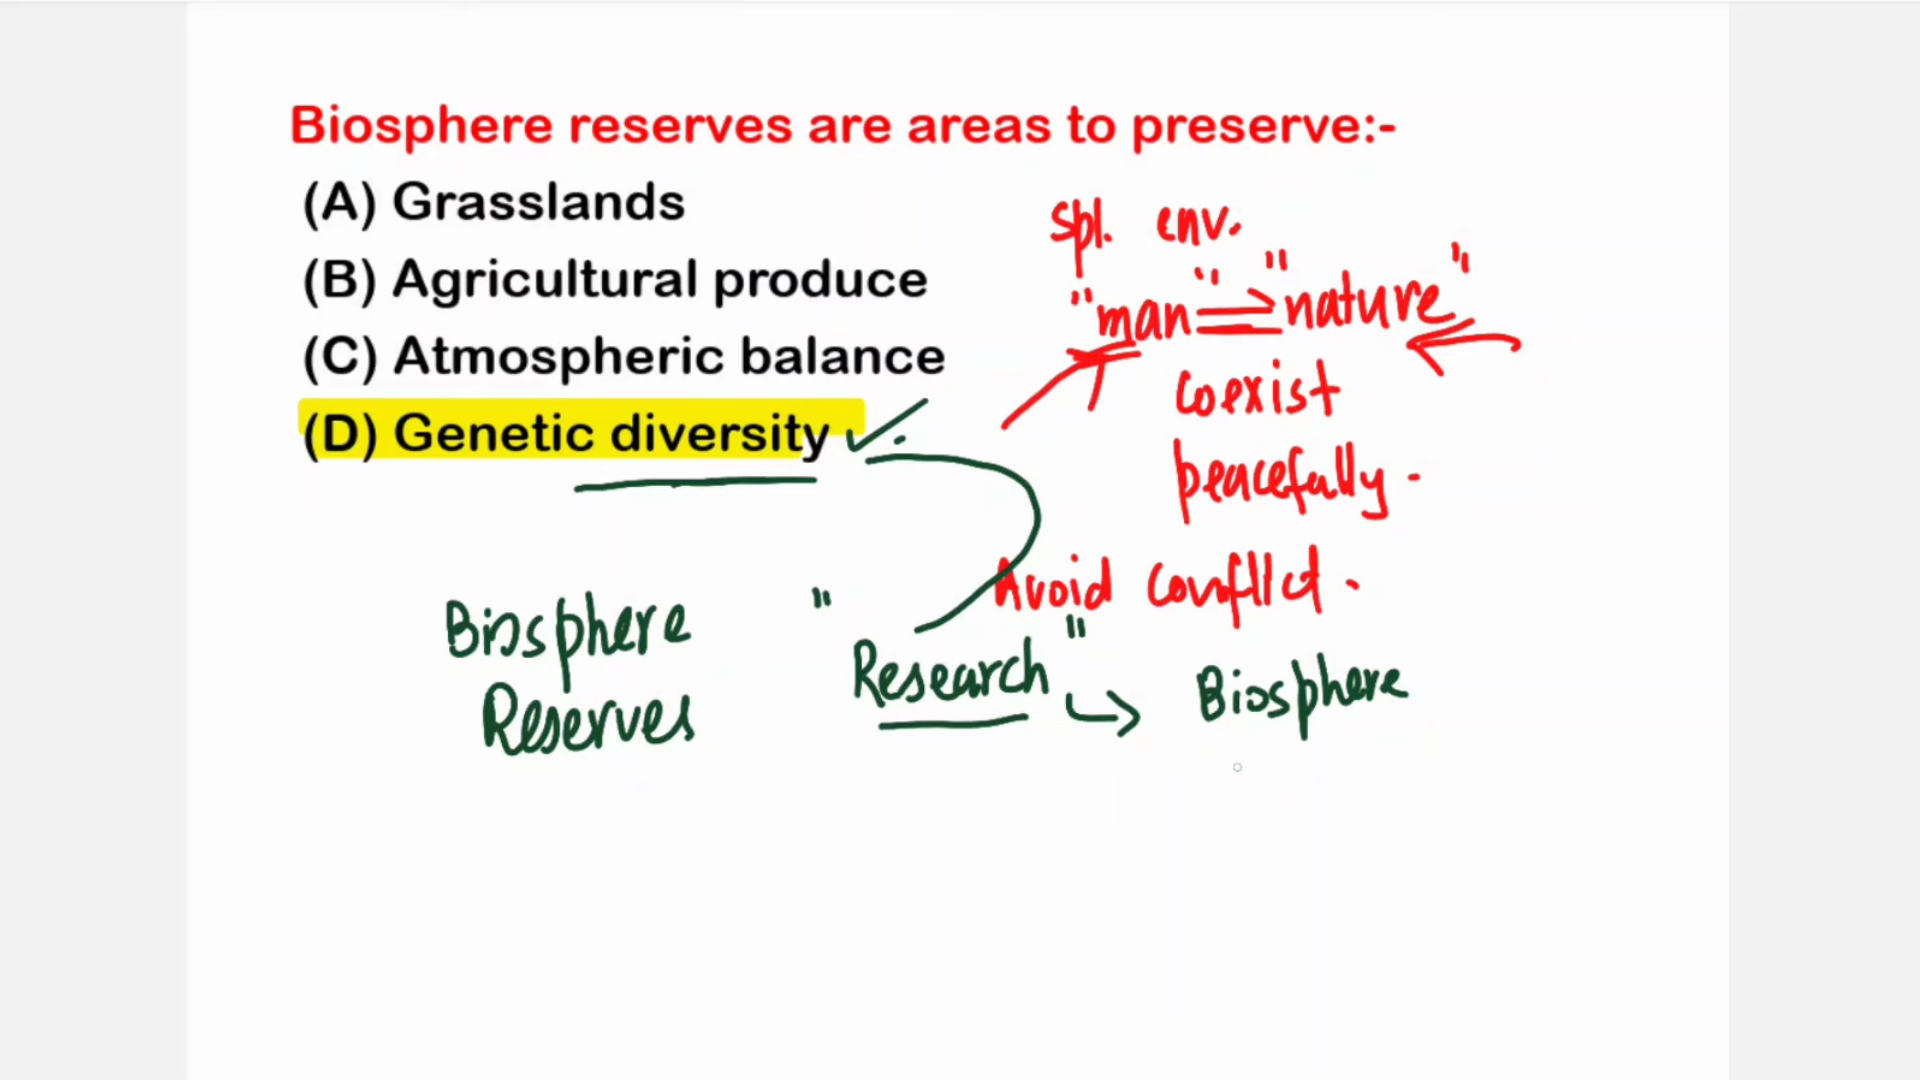 Biosphere reserves are areas to preserve:-
(A) Grasslands
(B) Agricultural produce
(C) Atmospheric balance
(D) Genetic diversity
Spl. env.
"man" "nature"
coexist
peacefully.
Avoid conflict.
Biosphere
Reserves
"Research"
Biosphere